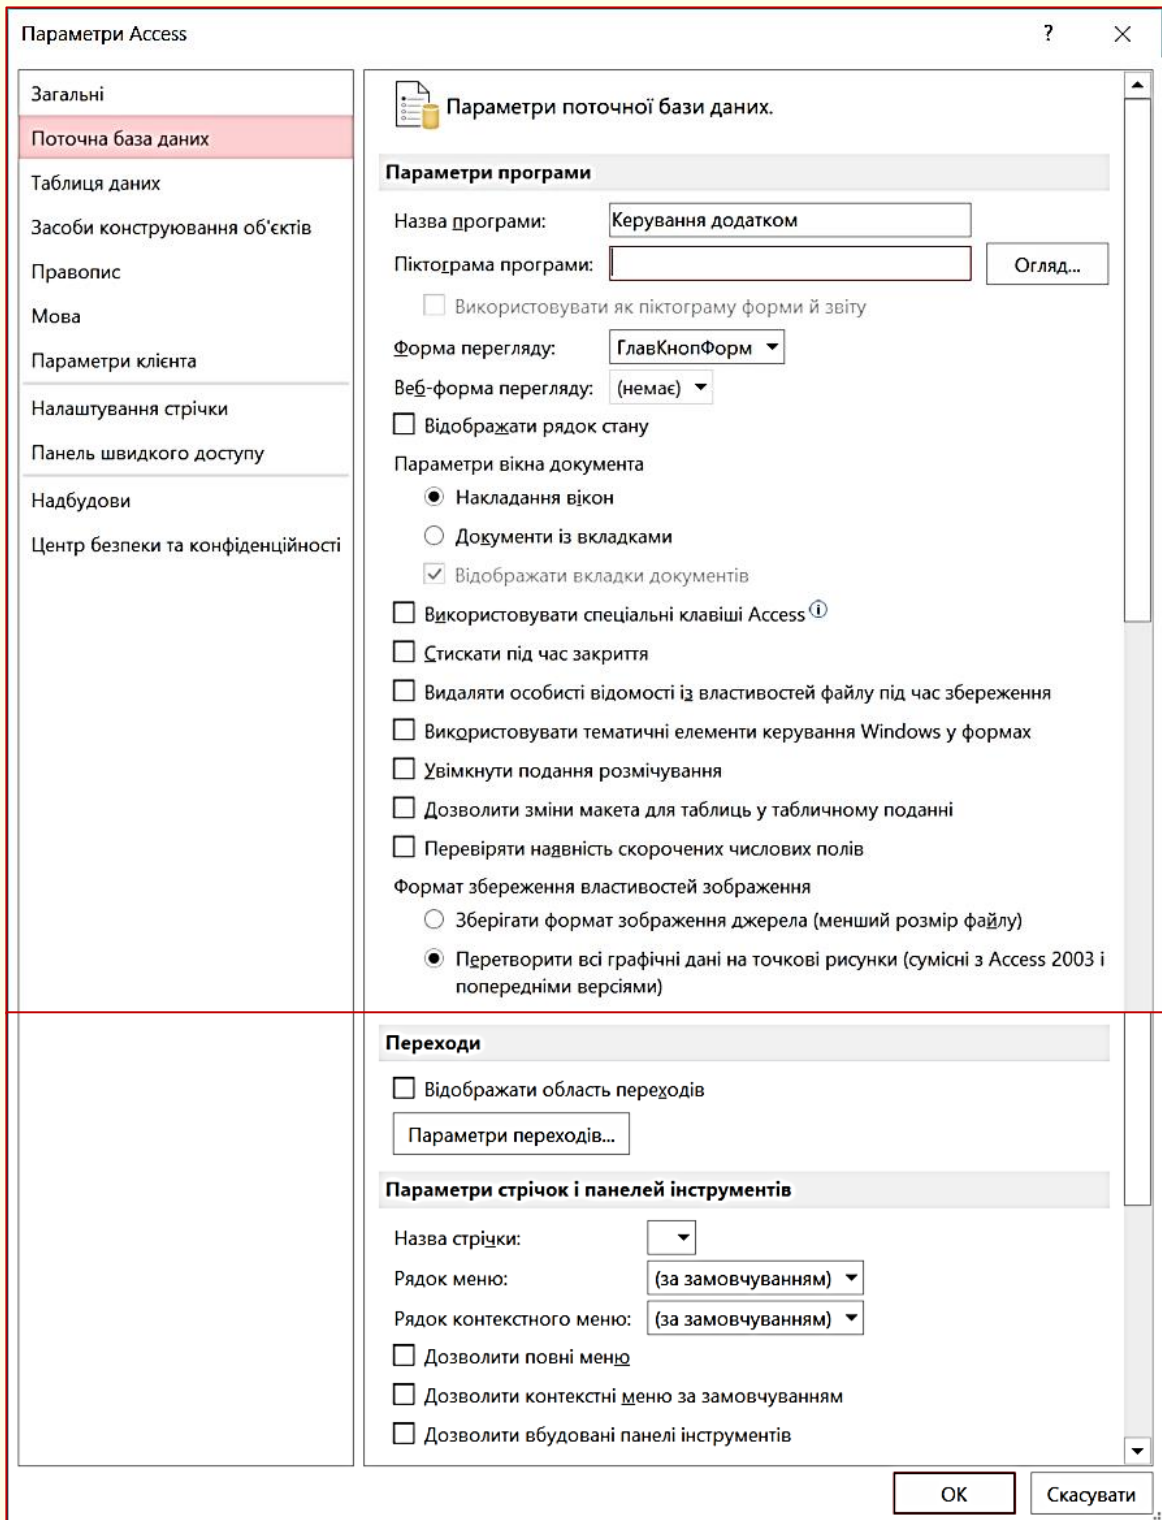 Параметри Access
?
Загальні
Поточна база даних
Таблиця даних
Засоби конструювання об'єктів
Правопис
Мова
Параметри клієнта
Налаштування стрічки
Панель швидкого доступу
Надбудови
Центр безпеки та конфіденційності
Параметри поточної бази даних.
Параметри програми
Назва програми: Керування додатком
Піктограма програми: Огляд...
Використовувати як піктограму форми й звіту
Форма перегляду: ГлавКнопФорм
Веб-форма перегляду: (немає)
Відображати рядок стану
Параметри вікна документа
Накладання вікон
Документи із вкладками
Відображати вкладки документів
Використовувати спеціальні клавіші Access
Стискати під час закриття
Видаляти особисті відомості із властивостей файлу під час збереження
Використовувати тематичні елементи керування Windows у формах
Увімкнути подання розмічування
Дозволити зміни макета для таблиць у табличному поданні
Перевіряти наявність скорочених числових полів
Формат збереження властивостей зображення
Зберігати формат зображення джерела (менший розмір файлу)
Перетворити всі графічні дані на точкові рисунки (сумісні з Access 2003 і
попередніми версіями)
Переходи
Відображати область переходів
Параметри переходів...
Параметри стрічок і панелей інструментів
Назва стрічки:
Рядок меню: (за замовчуванням)
Рядок контекстного меню: (за замовчуванням)
Дозволити повні меню
Дозволити контекстні меню за замовчуванням
Дозволити вбудовані панелі інструментів
ОК
Скасувати